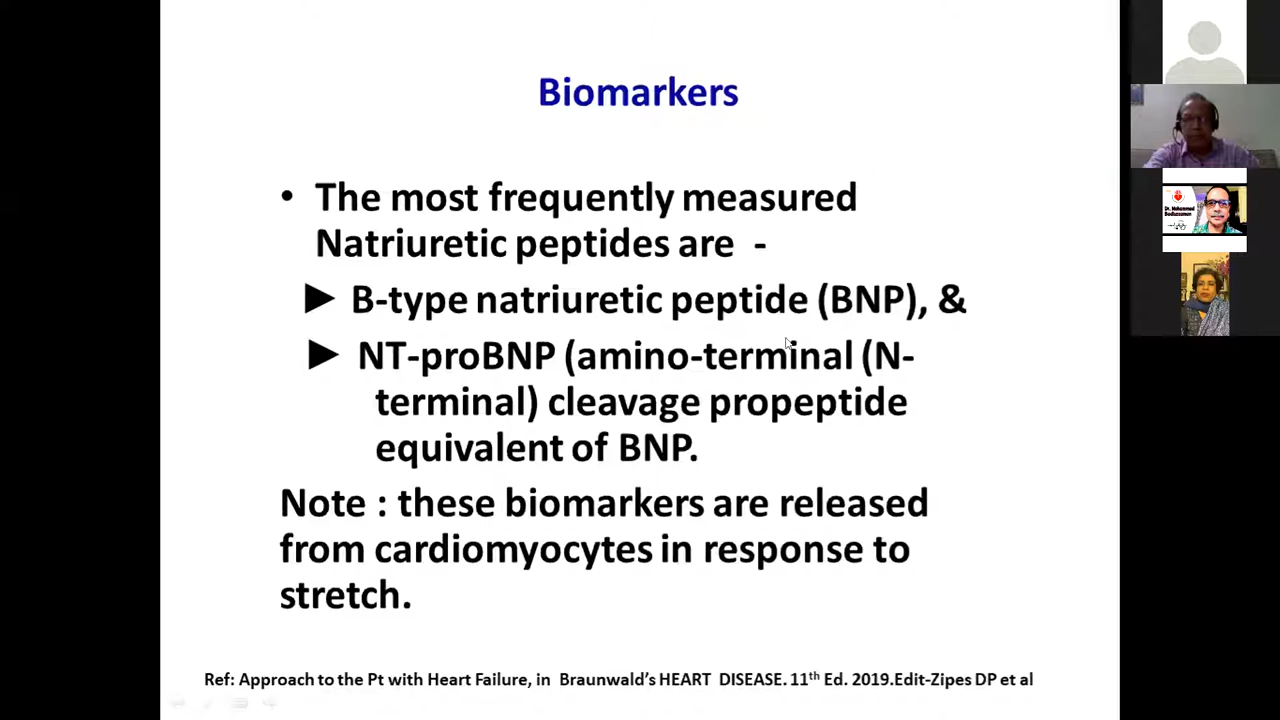 Biomarkers
• The most frequently measured
Natriuretic peptides are -
► B-type natriuretic peptide (BNP), &
► NT-proBNP (amino-terminal (N-
terminal) cleavage propeptide
equivalent of BNP.
Note : these biomarkers are released
from cardiomyocytes in response to
stretch.
Ref: Approach to the Pt with Heart Failure, in Braunwald's HEART DISEASE. 11th Ed. 2019.Edit-Zipes DP et al
Dr. Mohammad